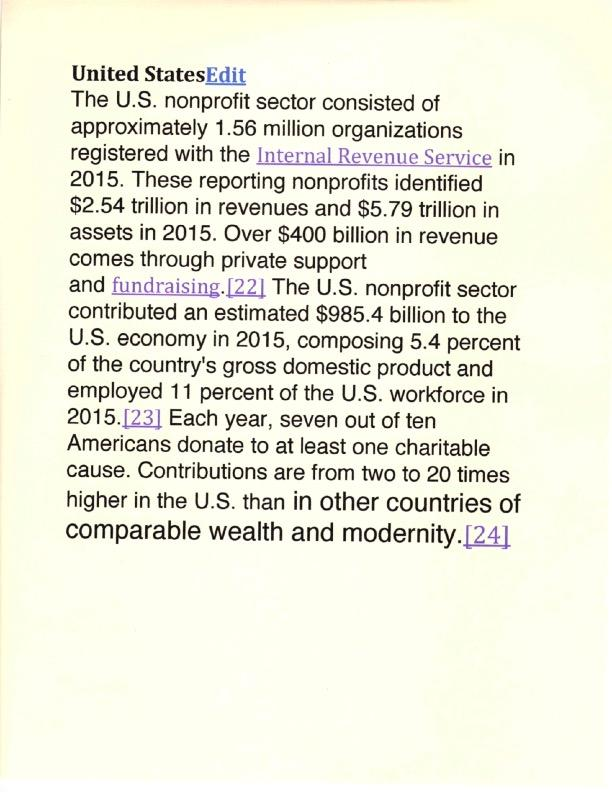 United StatesEdit
The U.S. nonprofit sector consisted of
approximately 1.56 million organizations
registered with the Internal Revenue Service in
2015. These reporting nonprofits identified
$2.54 trillion in revenues and $5.79 trillion in
assets in 2015. Over $400 billion in revenue
comes through private support
and fundraising.[22] The U.S. nonprofit sector
contributed an estimated $985.4 billion to the
U.S. economy in 2015, composing 5.4 percent
of the country's gross domestic product and
employed 11 percent of the U.S. workforce in
2015.[23] Each year, seven out of ten
Americans donate to at least one charitable
cause. Contributions are from two to 20 times
higher in the U.S. than in other countries of
comparable wealth and modernity.[24]